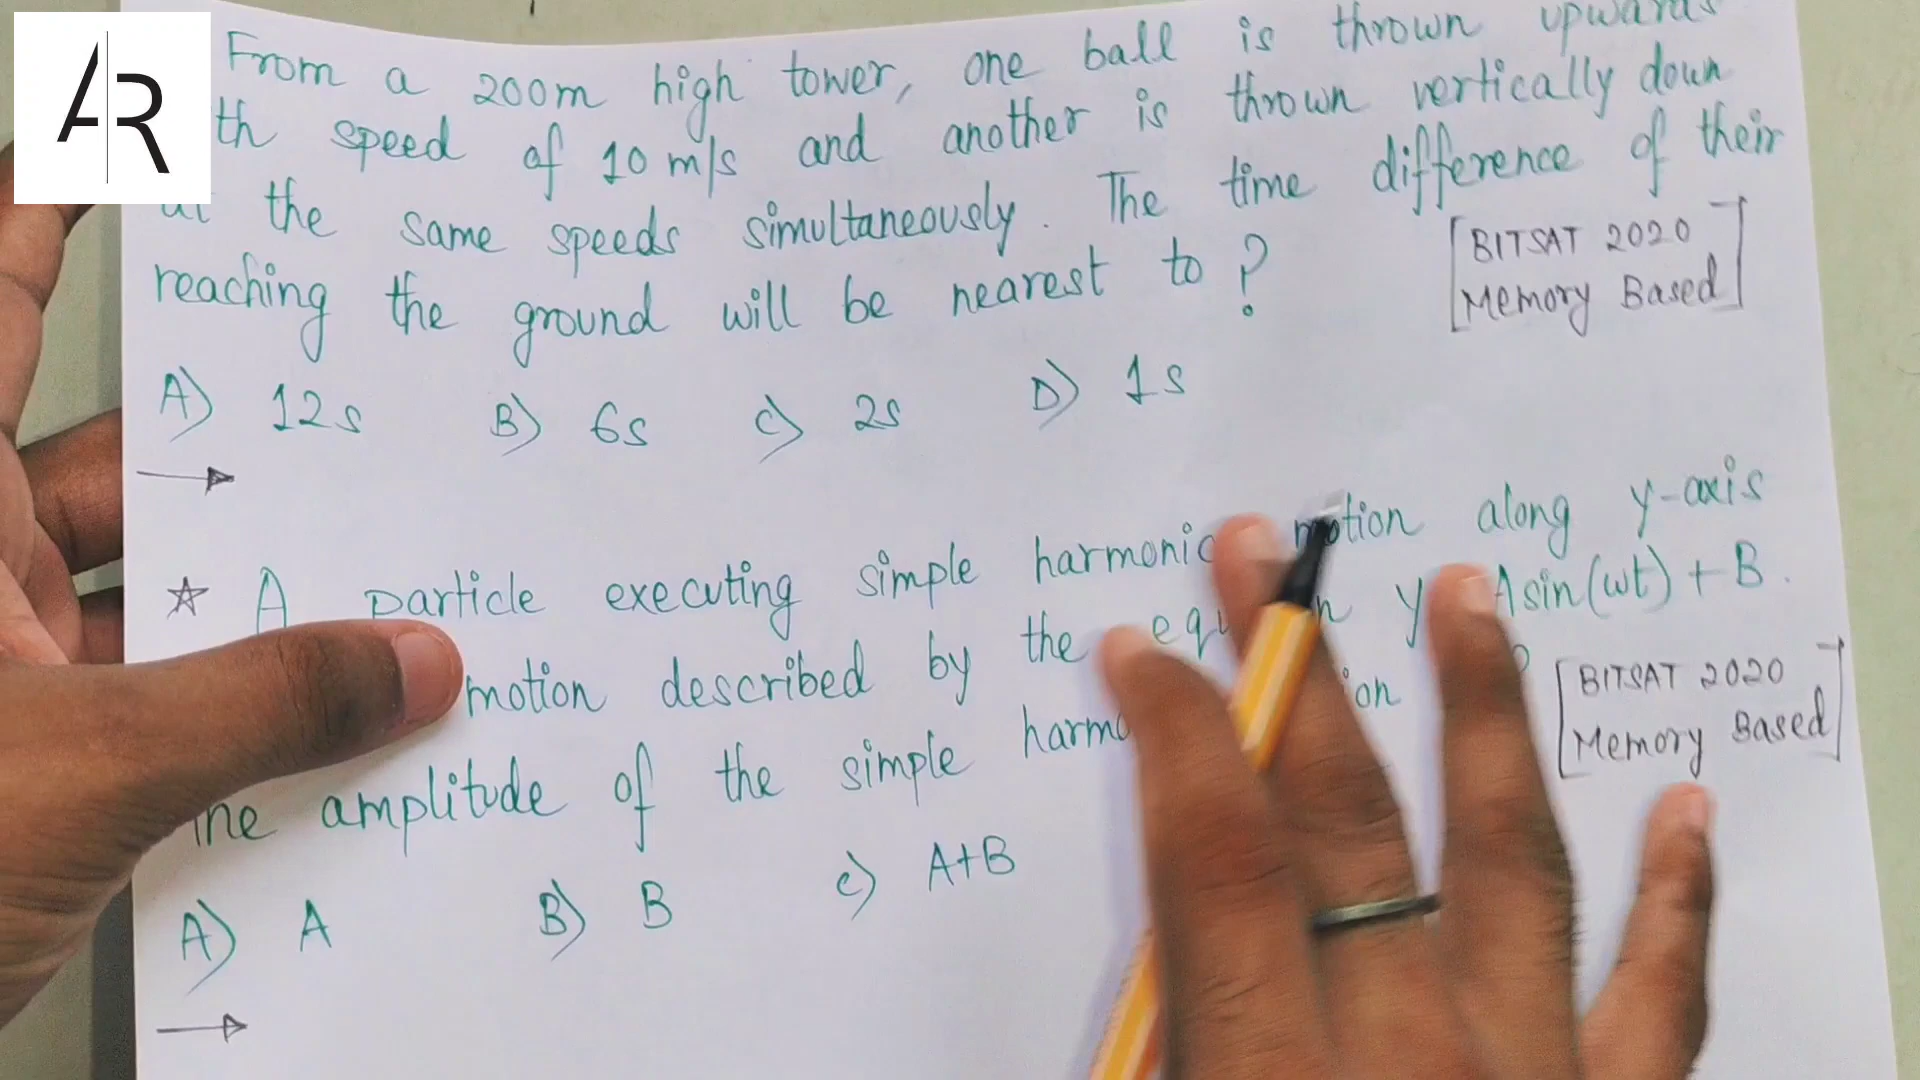 AR
From a 200m high tower, one ball is thrown upwards
th speed of 10 m/s and another is thrown vertically down
at the same speeds simultaneously. The time difference of their
reaching the ground will be nearest to ?
[BITSAT 2020
Memory Based]
A) 12s B) 6s C) 2s D) 1s
☆ A particle executing simple harmonic motion along y-axis
motion described by the y Asin(wt) + B.
amplitude of the simple
[BITSAT 2020
Memory Based]
A) A B) B c) A+B